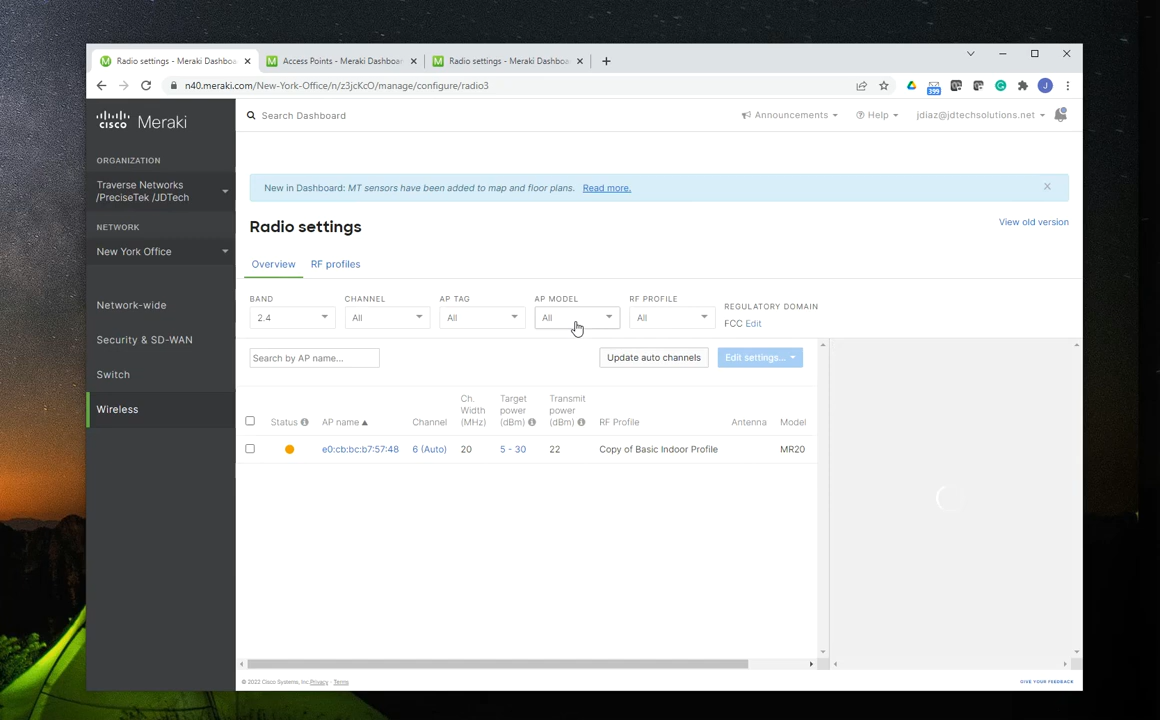 Radio settings - Meraki Dashboa
Access Points - Meraki Dashboar
Radio settings - Meraki Dashboa
n40.meraki.com/New-York-Office/n/z3jcKcO/manage/configure/radio3
399
J
CISCO Meraki
Search Dashboard
Announcements
Help
jdiaz@jdtechsolutions.net
ORGANIZATION
Traverse Networks
/PreciseTek /JDTech
NETWORK
New York Office
Network-wide
Security & SD-WAN
Switch
Wireless
New in Dashboard: MT sensors have been added to map and floor plans. Read more.
Radio settings
View old version
Overview
RF profiles
BAND
CHANNEL
AP TAG
AP MODEL
RF PROFILE
REGULATORY DOMAIN
2.4
All
All
All
All
FCC Edit
Search by AP name...
Update auto channels
Edit settings...
Status
AP name
Channel
Ch.
Width
(MHz)
Target
power
(dBm)
Transmit
power
(dBm)
RF Profile
Antenna
Model
e0:cb:bc:b7:57:48
6 (Auto)
20
5 - 30
22
Copy of Basic Indoor Profile
MR20
© 2022 Cisco Systems, Inc.
Privacy - Terms
GIVE YOUR FEEDBACK